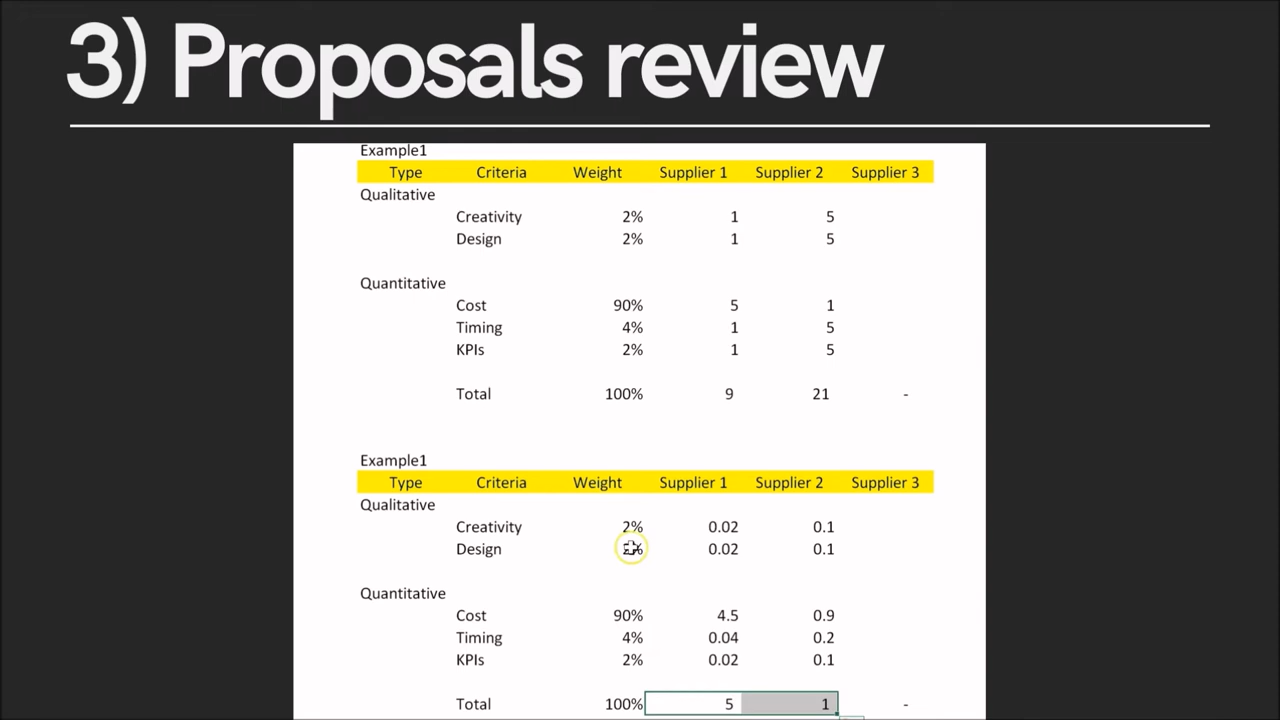 3) Proposals review
Example1
Type Criteria Weight Supplier 1 Supplier 2 Supplier 3
Qualitative
Creativity 2% 1 5
Design 2% 1 5
Quantitative
Cost 90% 5 1
Timing 4% 1 5
KPIs 2% 1 5
Total 100% 9 21 -
Example1
Type Criteria Weight Supplier 1 Supplier 2 Supplier 3
Qualitative
Creativity 2% 0.02 0.1
Design 0.02 0.1
Quantitative
Cost 90% 4.5 0.9
Timing 4% 0.04 0.2
KPIs 2% 0.02 0.1
Total 100% 5 1 -